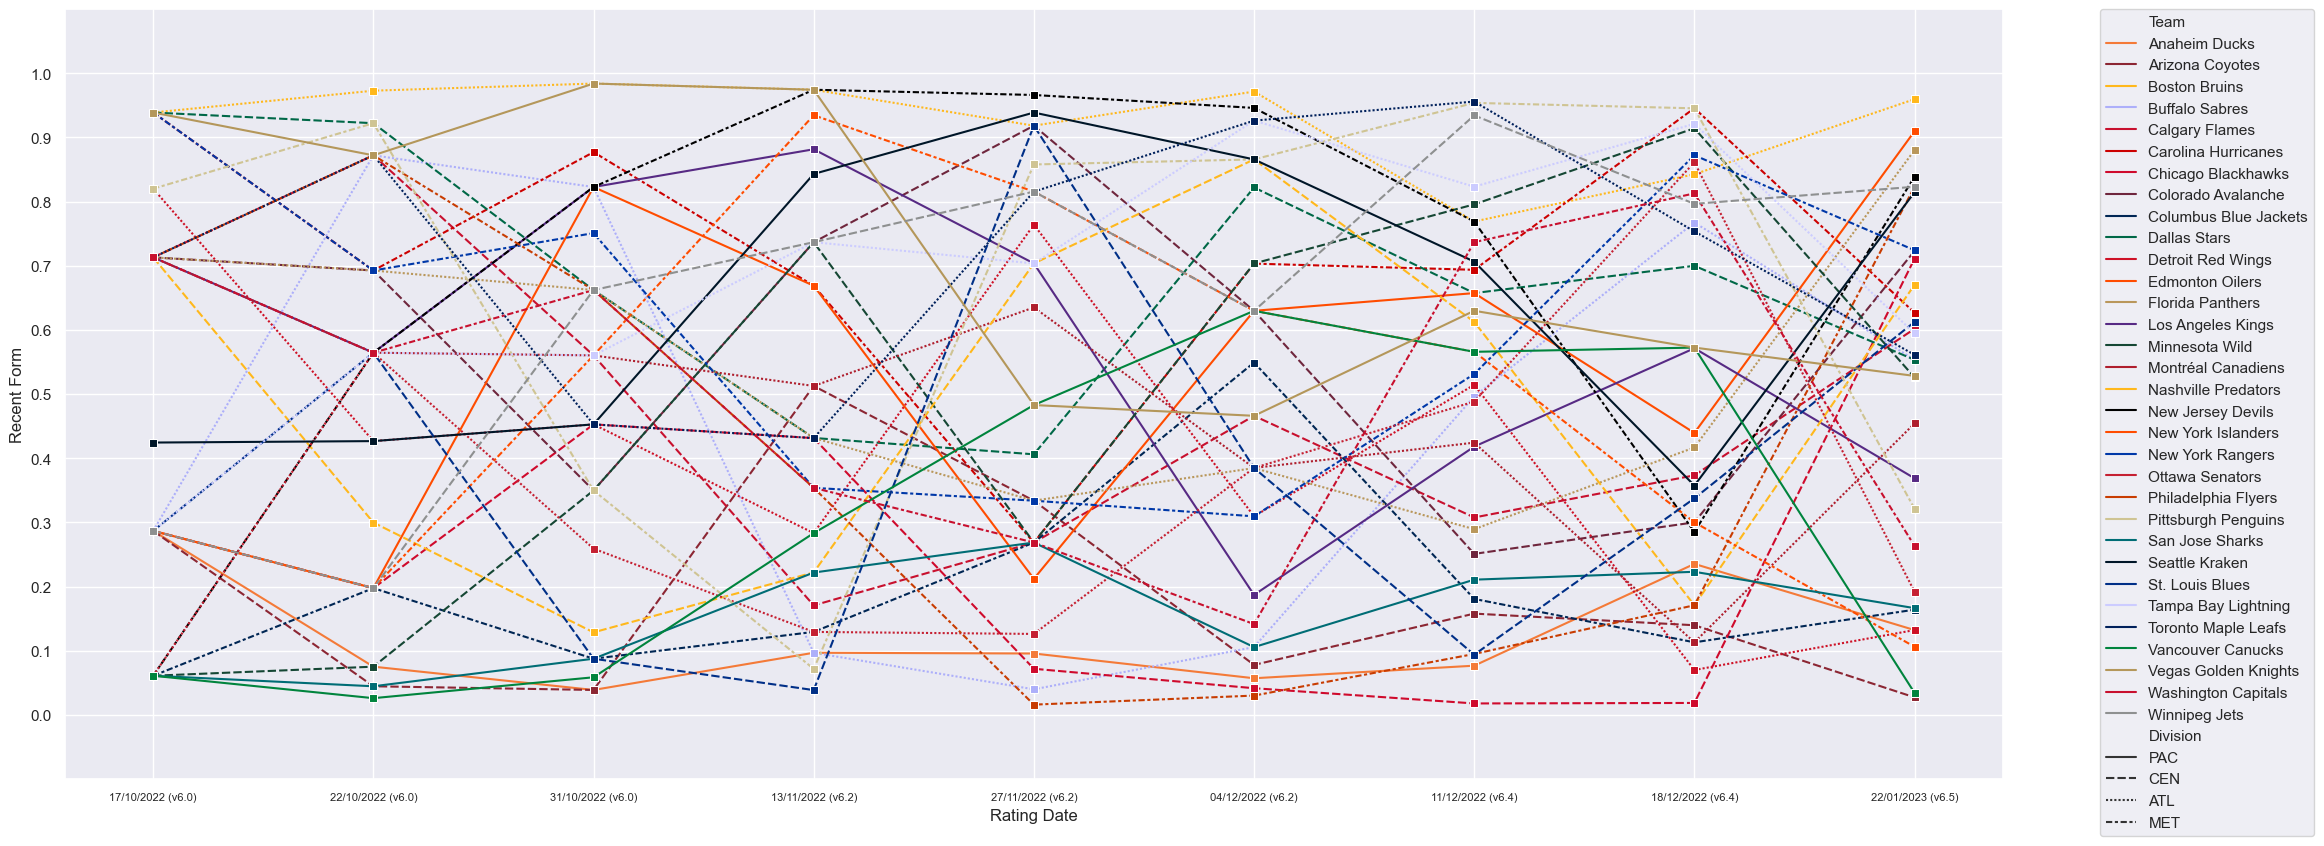 Recent Form
1.0
0.9
0.8
0.7
0.6
0.5
0.4
0.3
0.2
0.1
0.0
17/10/2022 (v6.0)
22/10/2022 (v6.0)
31/10/2022 (v6.0)
13/11/2022 (v6.2)
27/11/2022 (v6.2)
04/12/2022 (v6.2)
11/12/2022 (v6.4)
18/12/2022 (v6.4)
22/01/2023 (v6.5)
Rating Date
Team
Anaheim Ducks
Arizona Coyotes
Boston Bruins
Buffalo Sabres
Calgary Flames
Carolina Hurricanes
Chicago Blackhawks
Colorado Avalanche
Columbus Blue Jackets
Dallas Stars
Detroit Red Wings
Edmonton Oilers
Florida Panthers
Los Angeles Kings
Minnesota Wild
Montréal Canadiens
Nashville Predators
New Jersey Devils
New York Islanders
New York Rangers
Ottawa Senators
Philadelphia Flyers
Pittsburgh Penguins
San Jose Sharks
Seattle Kraken
St. Louis Blues
Tampa Bay Lightning
Toronto Maple Leafs
Vancouver Canucks
Vegas Golden Knights
Washington Capitals
Winnipeg Jets
Division
PAC
CEN
ATL
MET